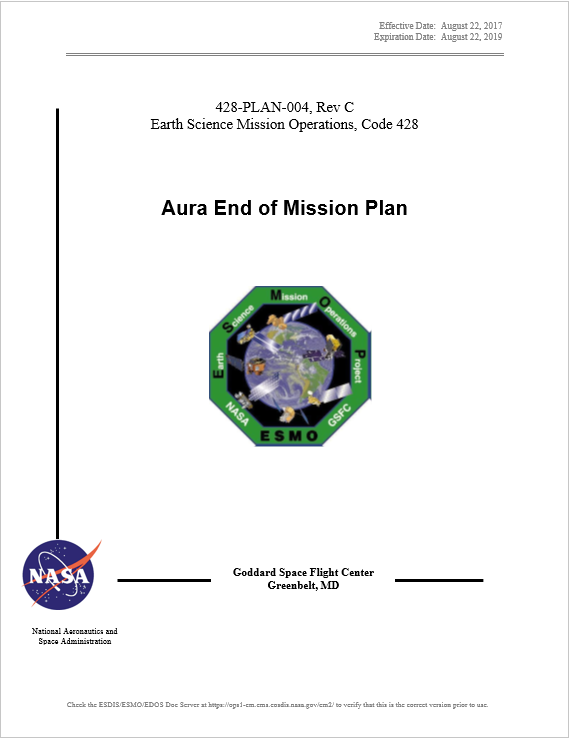 Effective Date: August 22, 2017
Expiration Date: August 22, 2019
428-PLAN-004, Rev C
Earth Science Mission Operations, Code 428
Aura End of Mission Plan
Earth Science Mission Operations Project
NASA
GSFC
ESMO
NASA
Goddard Space Flight Center
Greenbelt, MD
National Aeronautics and
Space Administration
Check the ESDIS/ESMO/EDOS Doc Server at https://ops1-cm.ems.eosdis.nasa.gov/cm2/ to verify that this is the correct version prior to use.